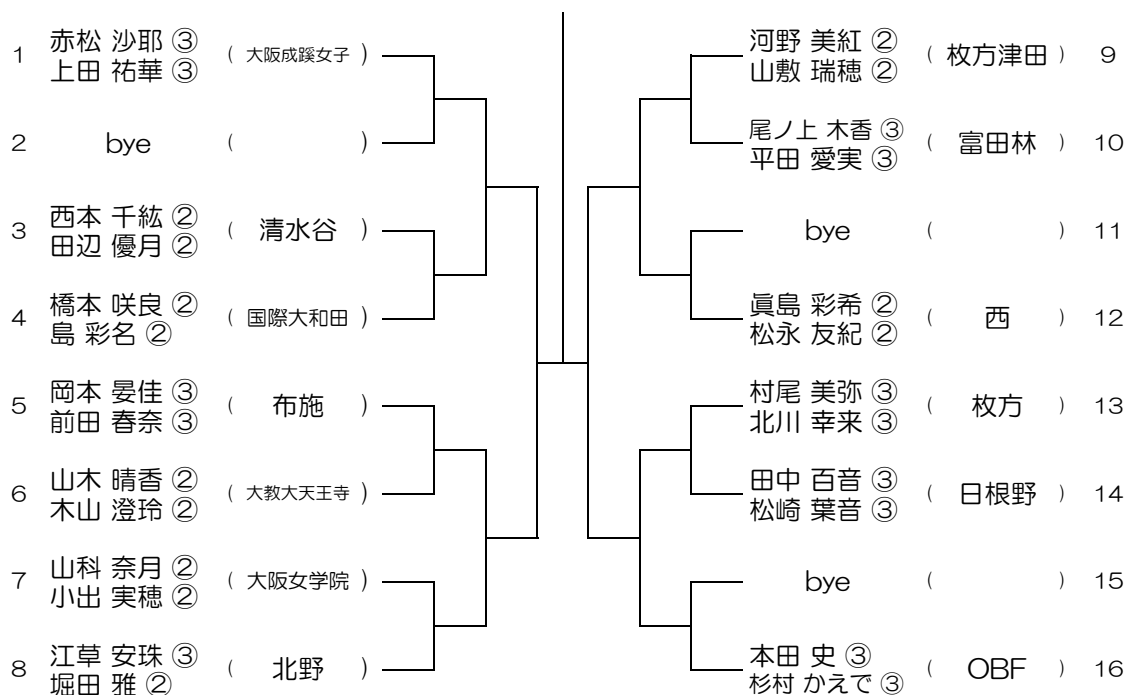 1 赤松 沙耶 ③
上田 祐華 ③ ( 大阪成蹊女子 )
2 bye ( )
3 西本 千紘 ②
田辺 優月 ② ( 清水谷 )
4 橋本 咲良 ②
島 彩名 ② ( 国際大和田 )
5 岡本 晏佳 ③
前田 春奈 ③ ( 布施 )
6 山木 晴香 ②
木山 澄玲 ② ( 大教大天王寺 )
7 山科 奈月 ②
小出 実穂 ② ( 大阪女学院 )
8 江草 安珠 ③
堀田 雅 ② ( 北野 )
河野 美紅 ②
山敷 瑞穂 ② ( 枚方津田 ) 9
尾ノ上 木香 ③
平田 愛実 ③ ( 富田林 ) 10
bye ( ) 11
眞島 彩希 ②
松永 友紀 ② ( 西 ) 12
村尾 美弥 ③
北川 幸来 ③ ( 枚方 ) 13
田中 百音 ③
松崎 葉音 ③ ( 日根野 ) 14
bye ( ) 15
本田 史 ③
杉村 かえで ③ ( OBF ) 16